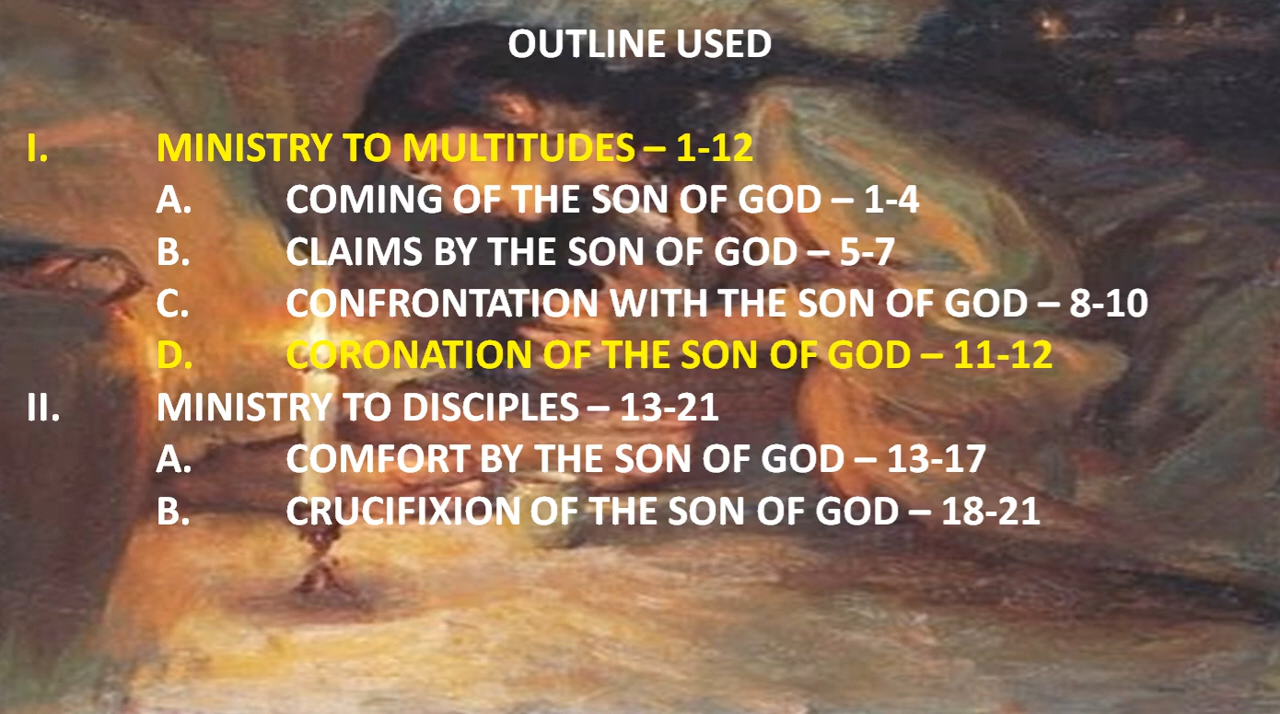 OUTLINE USED
I. MINISTRY TO MULTITUDES – 1-12
A. COMING OF THE SON OF GOD – 1-4
B. CLAIMS BY THE SON OF GOD – 5-7
C. CONFRONTATION WITH THE SON OF GOD – 8-10
D. CORONATION OF THE SON OF GOD – 11-12
II. MINISTRY TO DISCIPLES – 13-21
A. COMFORT BY THE SON OF GOD – 13-17
B. CRUCIFIXION OF THE SON OF GOD – 18-21